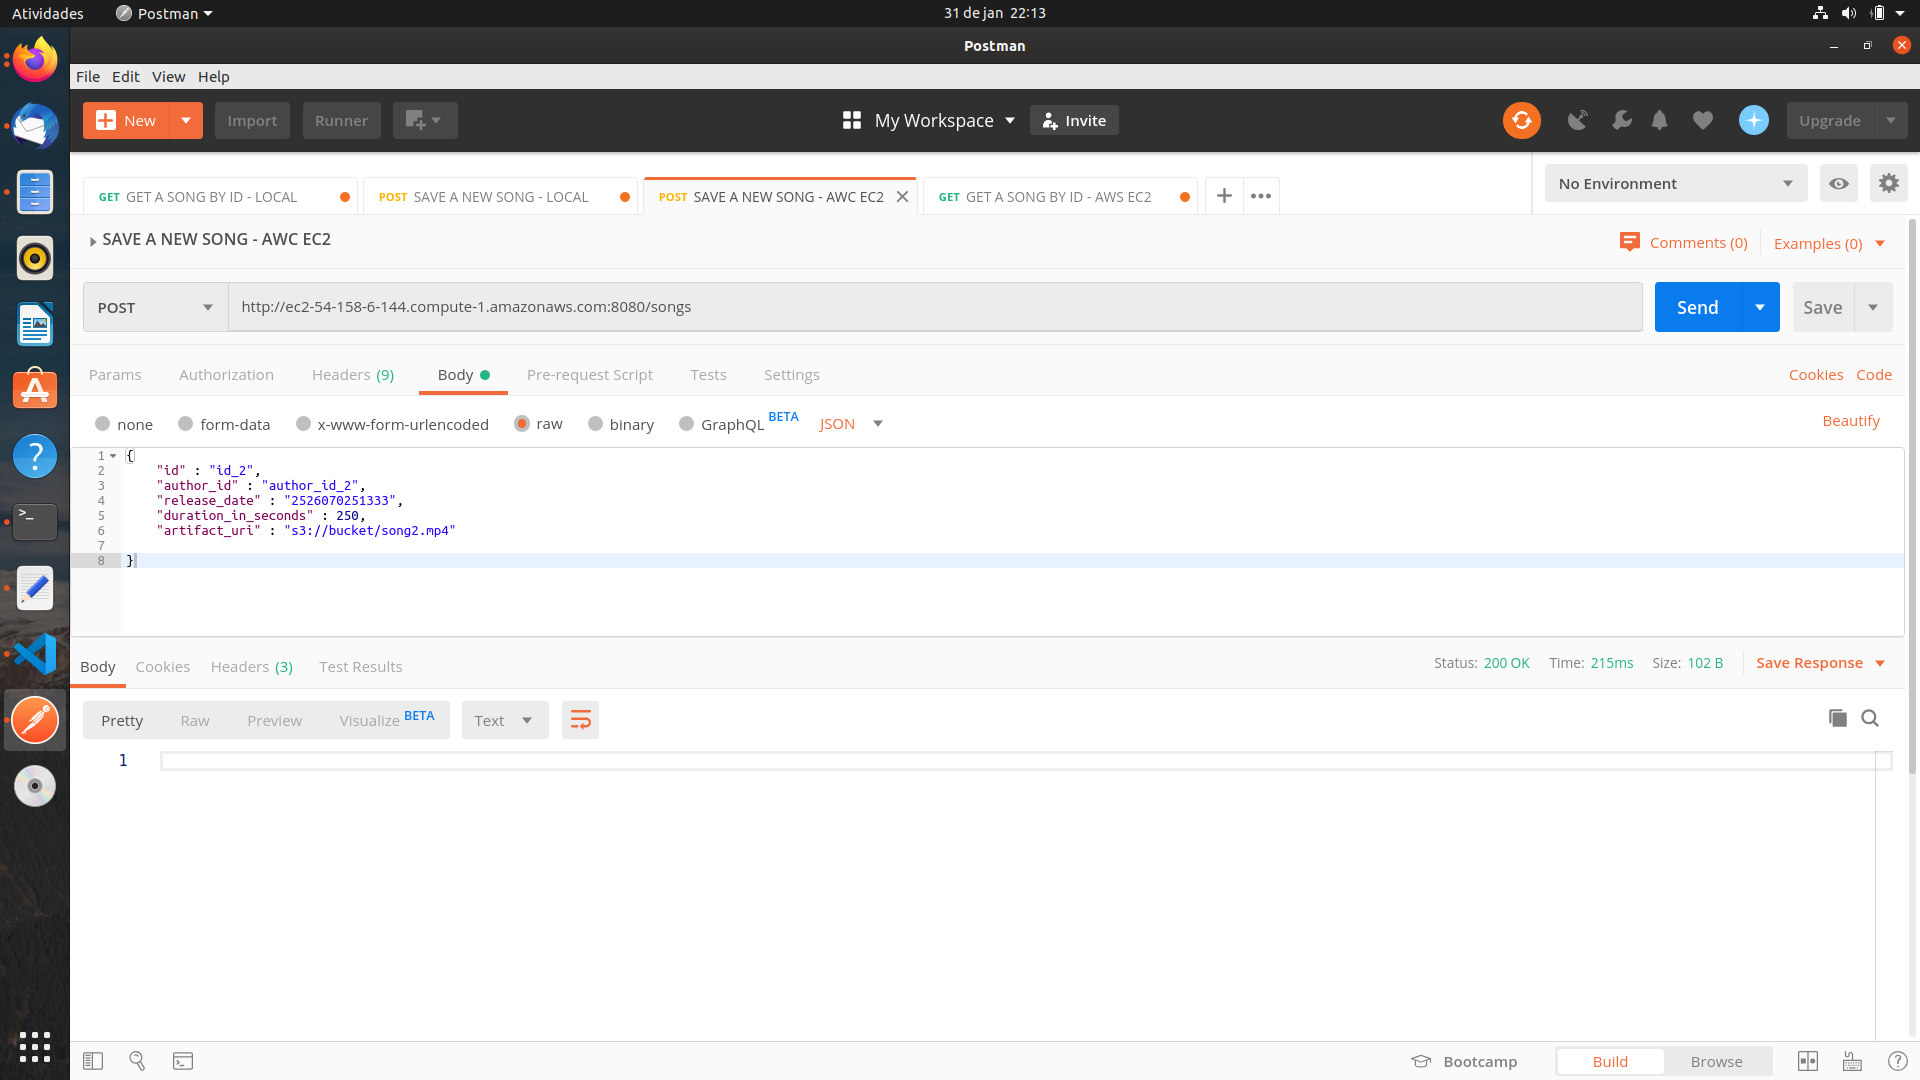 Atividades Postman 31 de jan 22:13
Postman
File Edit View Help
New Import Runner My Workspace Invite Upgrade
GET GET A SONG BY ID - LOCAL POST SAVE A NEW SONG - LOCAL POST SAVE A NEW SONG - AWC EC2 GET GET A SONG BY ID - AWS EC2 No Environment
SAVE A NEW SONG - AWC EC2 Comments (0) Examples (0)
POST http://ec2-54-158-6-144.compute-1.amazonaws.com:8080/songs Send Save
Params Authorization Headers (9) Body Pre-request Script Tests Settings Cookies Code
none form-data x-www-form-urlencoded raw binary GraphQL BETA JSON Beautify
1 {
2 "id" : "id_2",
3 "author_id" : "author_id_2",
4 "release_date" : "2526070251333",
5 "duration_in_seconds" : 250,
6 "artifact_uri" : "s3://bucket/song2.mp4"
7
8 }
Body Cookies Headers (3) Test Results Status: 200 OK Time: 215ms Size: 102 B Save Response
Pretty Raw Preview Visualize BETA Text
1
Bootcamp Build Browse